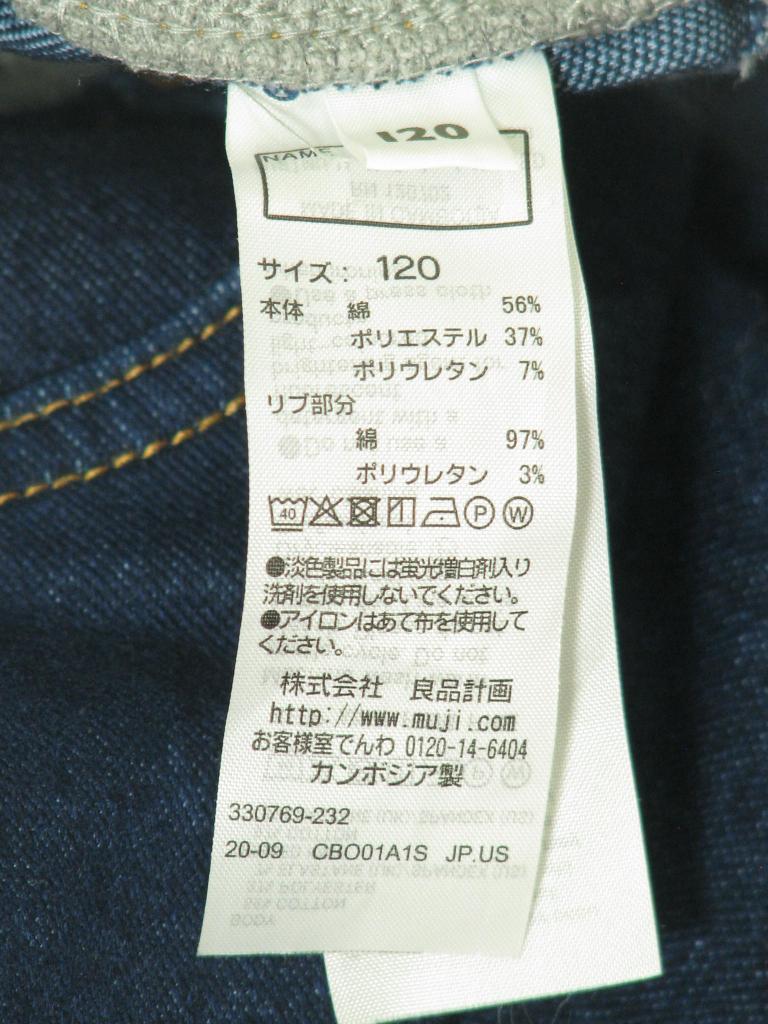 120
NAME
サイズ： 120
本体 綿 56%
ポリエステル 37%
ポリウレタン 7%
リブ部分
綿 97%
ポリウレタン 3%
40 P W
●淡色製品には蛍光増白剤入り
洗剤を使用しないでください。
●アイロンはあて布を使用して
ください。
株式会社 良品計画
http://www.muji.com
お客様室でんわ 0120-14-6404
カンボジア製
330769-232
20-09 CBO01A1S JP.US